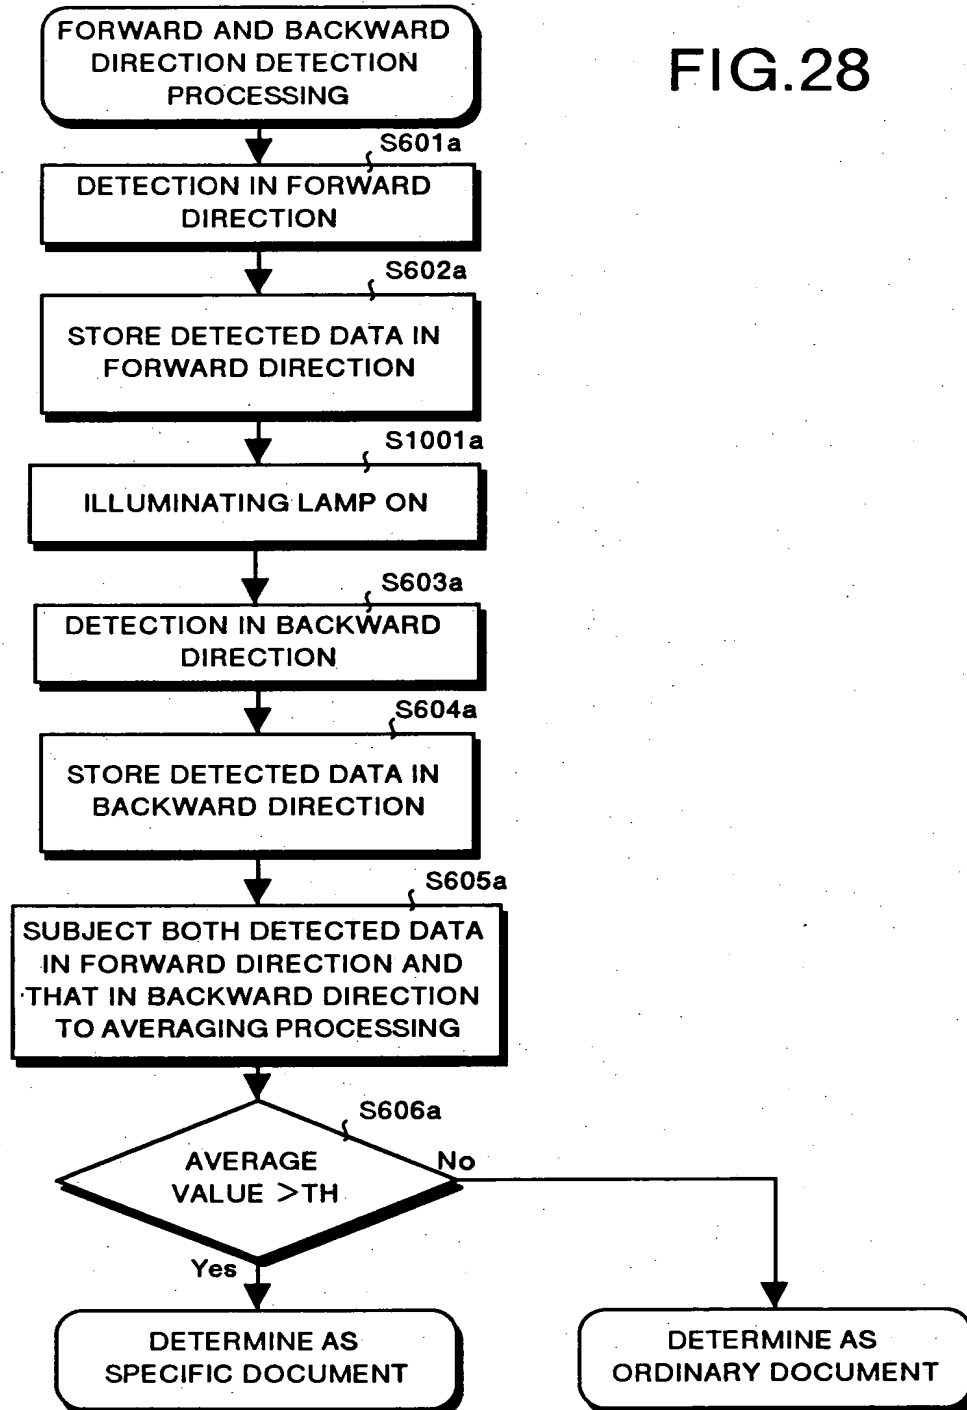 FORWARD AND BACKWARD
DIRECTION DETECTION
PROCESSING
FIG.28
S601a
DETECTION IN FORWARD
DIRECTION
S602a
STORE DETECTED DATA IN
FORWARD DIRECTION
S1001a
ILLUMINATING LAMP ON
S603a
DETECTION IN BACKWARD
DIRECTION
S604a
STORE DETECTED DATA IN
BACKWARD DIRECTION
S605a
SUBJECT BOTH DETECTED DATA
IN FORWARD DIRECTION AND
THAT IN BACKWARD DIRECTION
TO AVERAGING PROCESSING
S606a
AVERAGE
VALUE >TH
No
Yes
DETERMINE AS
SPECIFIC DOCUMENT
DETERMINE AS
ORDINARY DOCUMENT